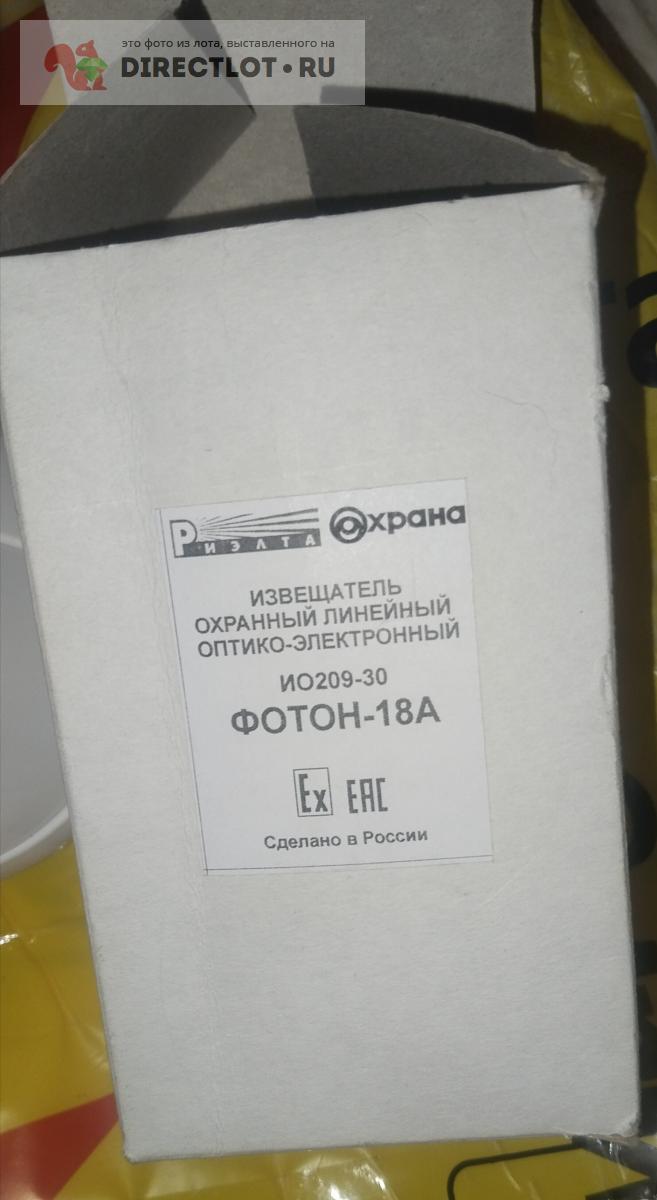 это фото из лота, выставленного на
DIRECTLOT•RU
РИЭЛТА Охрана
ИЗВЕЩАТЕЛЬ
ОХРАННЫЙ ЛИНЕЙНЫЙ
ОПТИКО-ЭЛЕКТРОННЫЙ
ИО209-30
ФОТОН-18А
Ex EAC
Сделано в России